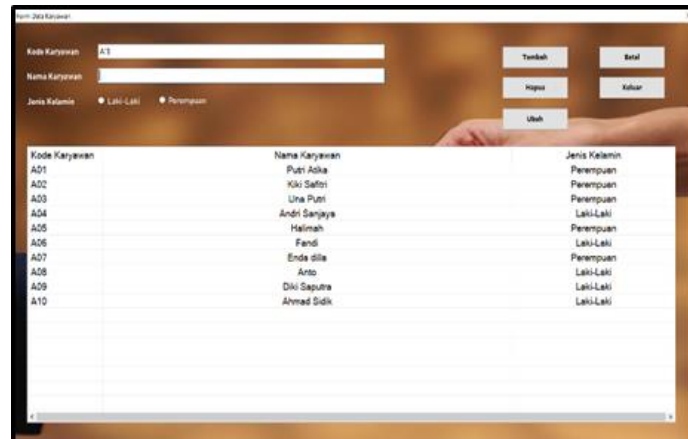 Form Data Karyawan
Kode Karyawan
Nama Karyawan
Jenis Kelamin Laki-Laki Perempuan
Tambah Batal
Hapus Keluar
Ubah
Kode Karyawan Nama Karyawan Jenis Kelamin
A01 Putri Atika Perempuan
A02 Kiki Safitri Perempuan
A03 Una Putri Perempuan
A04 Andri Sanjaya Laki-Laki
A05 Halimah Perempuan
A06 Fendi Laki-Laki
A07 Enda dilla Perempuan
A08 Anto Laki-Laki
A09 Diki Saputra Laki-Laki
A10 Ahmad Sidik Laki-Laki